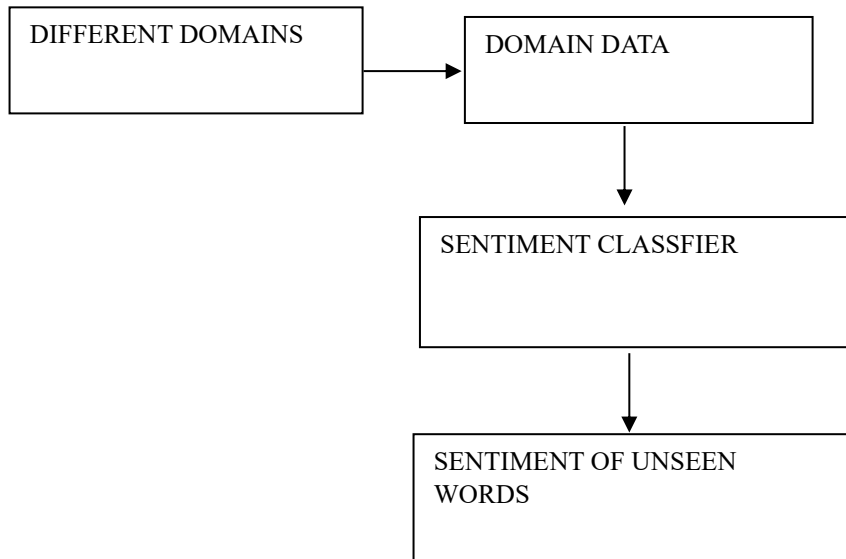 DIFFERENT DOMAINS
DOMAIN DATA
SENTIMENT CLASSFIER
SENTIMENT OF UNSEEN
WORDS